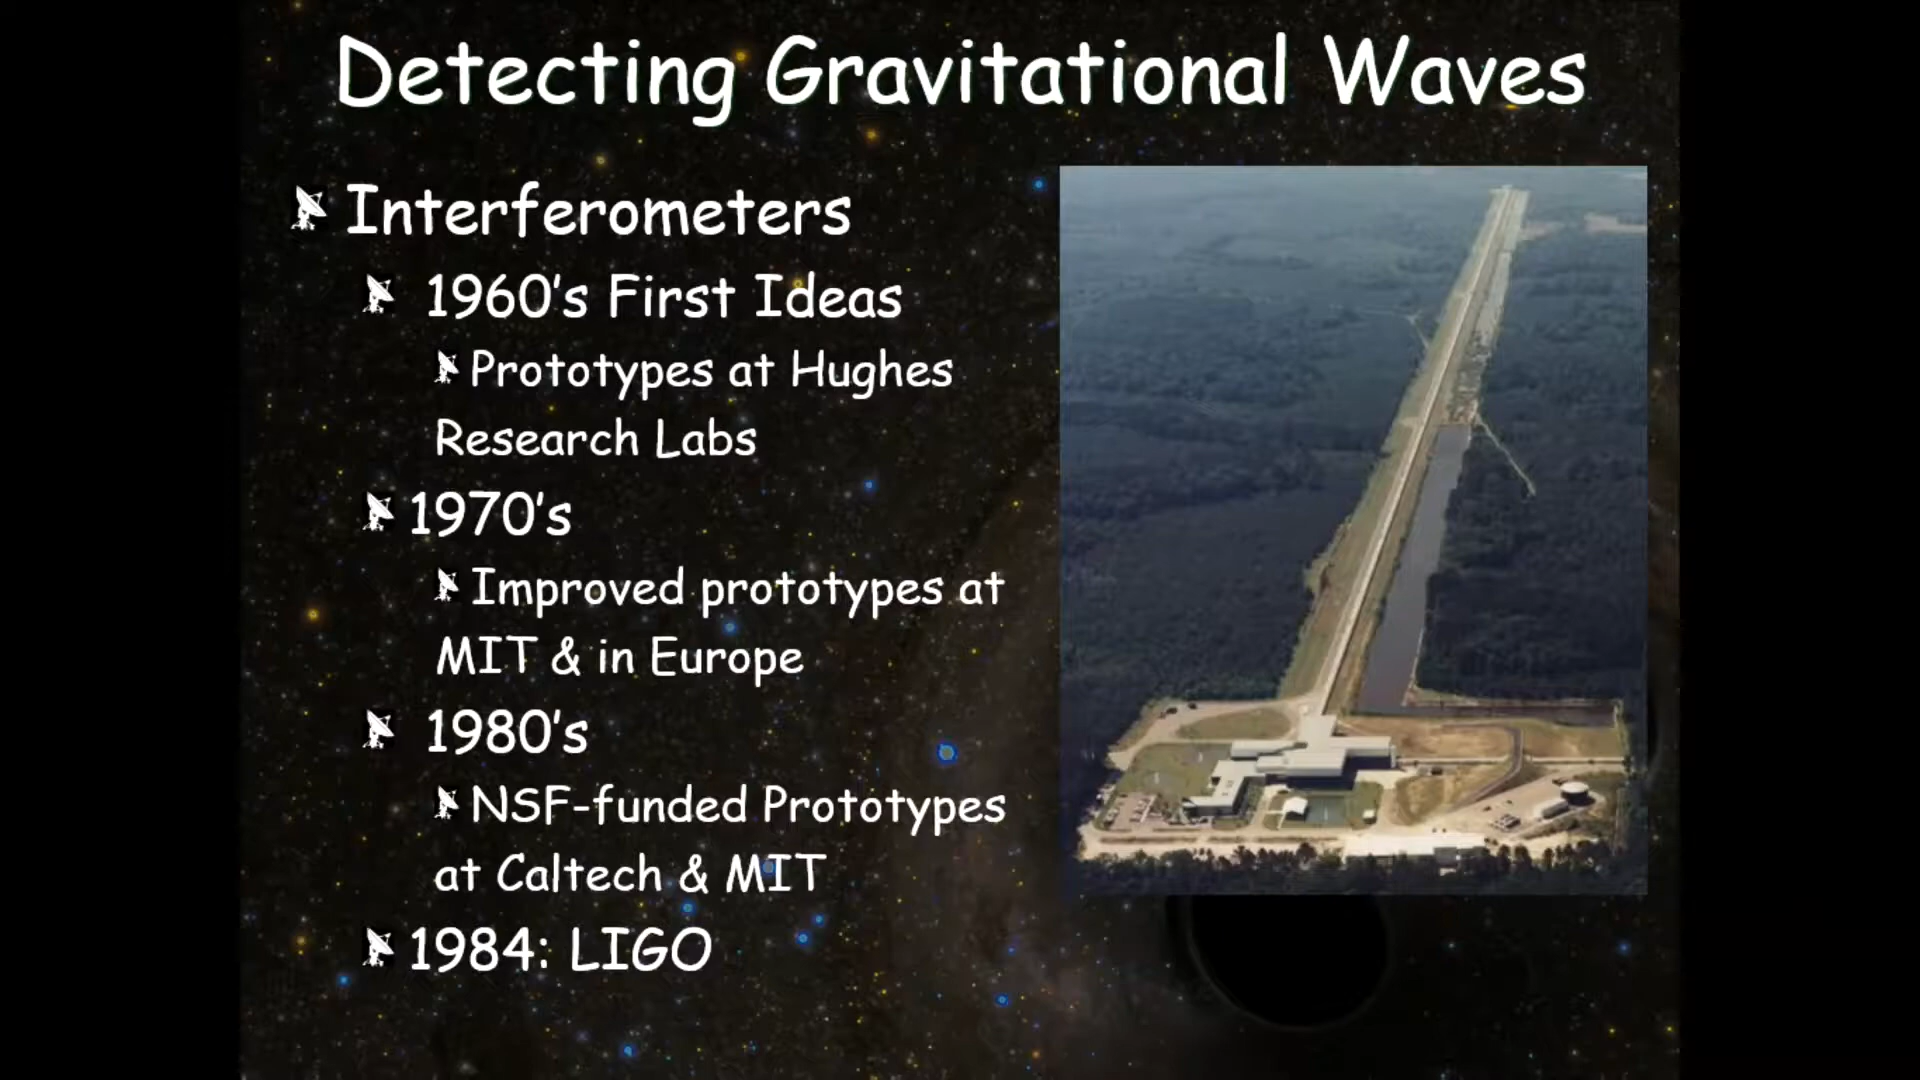 Detecting Gravitational Waves
Interferometers
1960's First Ideas
Prototypes at Hughes
Research Labs
1970's
Improved prototypes at
MIT & in Europe
1980's
NSF-funded Prototypes
at Caltech & MIT
1984: LIGO